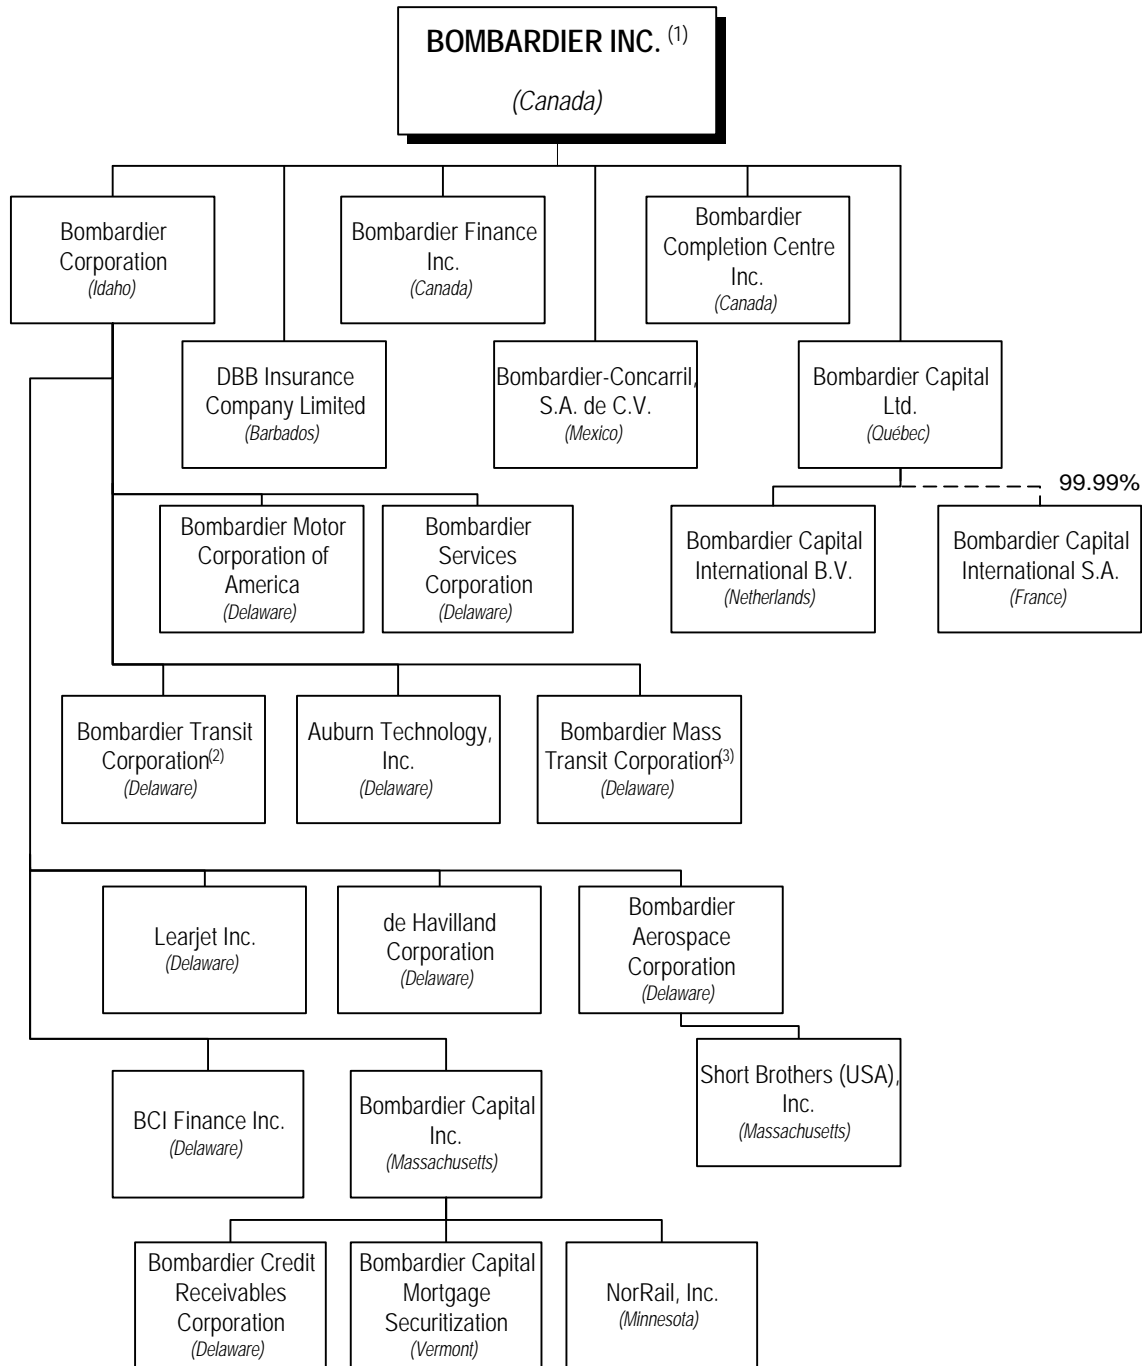 BOMBARDIER INC. (1)
(Canada)
Bombardier
Corporation
(Idaho)
Bombardier Finance
Inc.
(Canada)
Bombardier
Completion Centre
Inc.
(Canada)
DBB Insurance
Company Limited
(Barbados)
Bombardier-Concarril,
S.A. de C.V.
(Mexico)
Bombardier Capital
Ltd.
(Québec)
99.99%
Bombardier Motor
Corporation of
America
(Delaware)
Bombardier
Services
Corporation
(Delaware)
Bombardier Capital
International B.V.
(Netherlands)
Bombardier Capital
International S.A.
(France)
Bombardier Transit
Corporation(2)
(Delaware)
Auburn Technology,
Inc.
(Delaware)
Bombardier Mass
Transit Corporation(3)
(Delaware)
Learjet Inc.
(Delaware)
de Havilland
Corporation
(Delaware)
Bombardier
Aerospace
Corporation
(Delaware)
Short Brothers (USA),
Inc.
(Massachusetts)
BCI Finance Inc.
(Delaware)
Bombardier Capital
Inc.
(Massachusetts)
Bombardier Credit
Receivables
Corporation
(Delaware)
Bombardier Capital
Mortgage
Securitization
(Vermont)
NorRail, Inc.
(Minnesota)